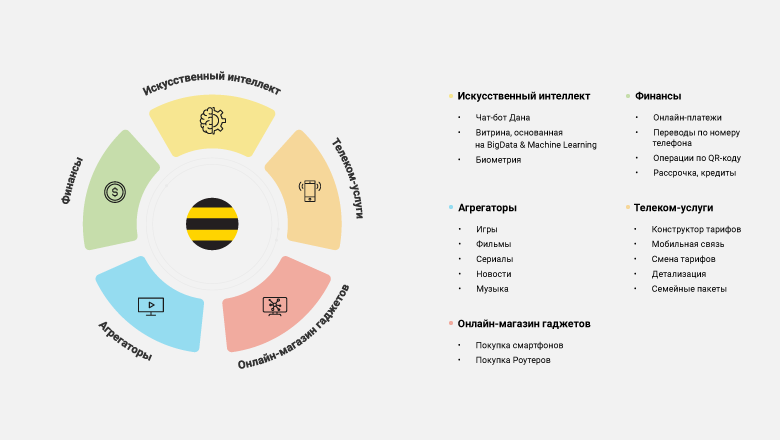 Искусственный интеллект
Финансы
Телеком-услуги
Агрегаторы
Онлайн-магазин гаджетов
Искусственный интеллект
• Чат-бот Дана
• Витрина, основанная
на BigData & Machine Learning
• Биометрия
Финансы
• Онлайн-платежи
• Переводы по номеру
телефона
• Операции по QR-коду
• Рассрочка, кредиты
Агрегаторы
• Игры
• Фильмы
• Сериалы
• Новости
• Музыка
Телеком-услуги
• Конструктор тарифов
• Мобильная связь
• Смена тарифов
• Детализация
• Семейные пакеты
Онлайн-магазин гаджетов
• Покупка смартфонов
• Покупка Роутеров